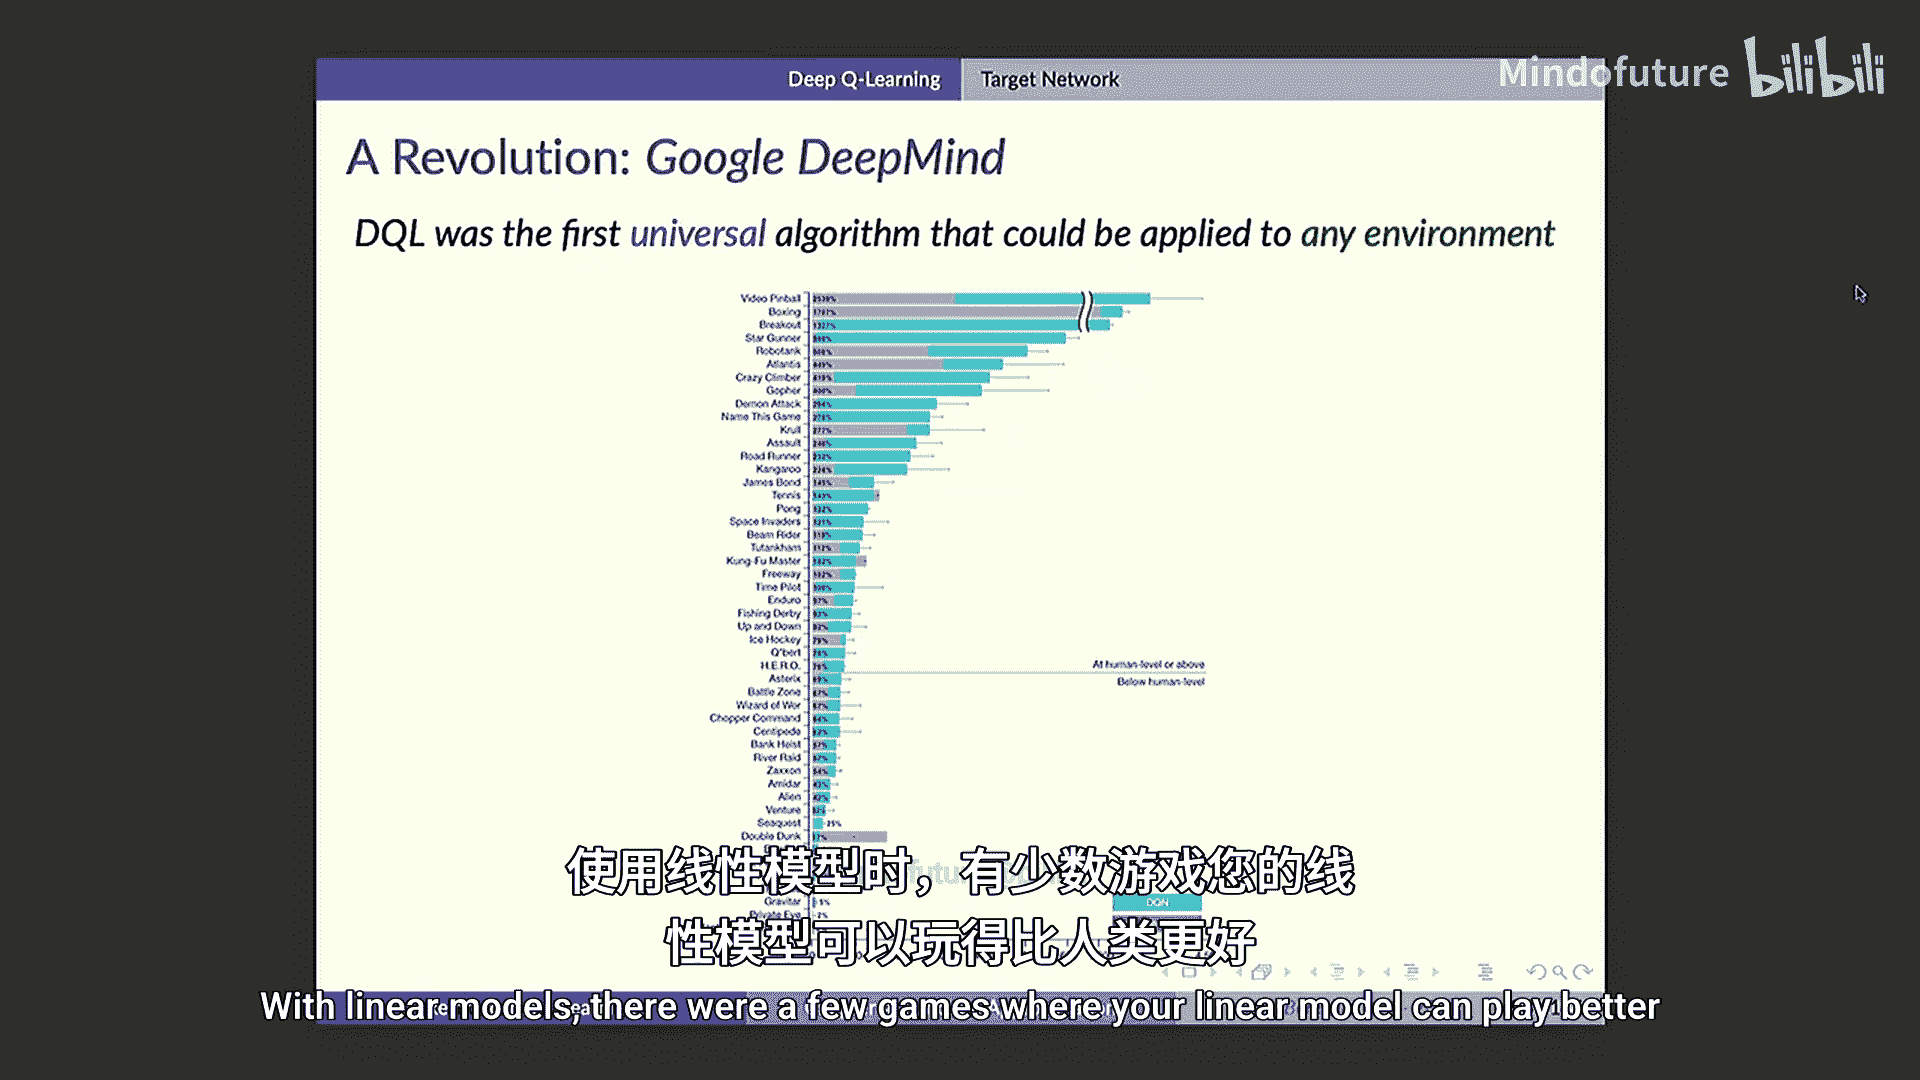 Deep Q-Learning
Target Network
Mindofuture bilibili
A Revolution: Google DeepMind
DQL was the first universal algorithm that could be applied to any environment
Video Pinball
Boxing
Breakout
Star Gunner
Robotank
Atlantis
Crazy Climber
Gopher
Demon Attack
Name This Game
Krull
Assault
Road Runner
Kangaroo
James Bond
Tennis
Pong
Space Invaders
Beam Rider
Tutankham
Kung-Fu Master
Freeway
Time Pilot
Enduro
Fishing Derby
Up and Down
Ice Hockey
Q*bert
H.E.R.O.
At human-level or above
Asterix
Below human-level
Battle Zone
Wizard of Wor
Chopper Command
Centipede
Bank Heist
River Raid
Zaxxon
Amidar
Alien
Venture
Seaquest 25%
Double Dunk
使用线性模型时，有少数游戏您的线
Gravitar 5%
DQN
Private Eye 2%
性模型可以玩得比人类更好
With linear models, there were a few games where your linear model can play better